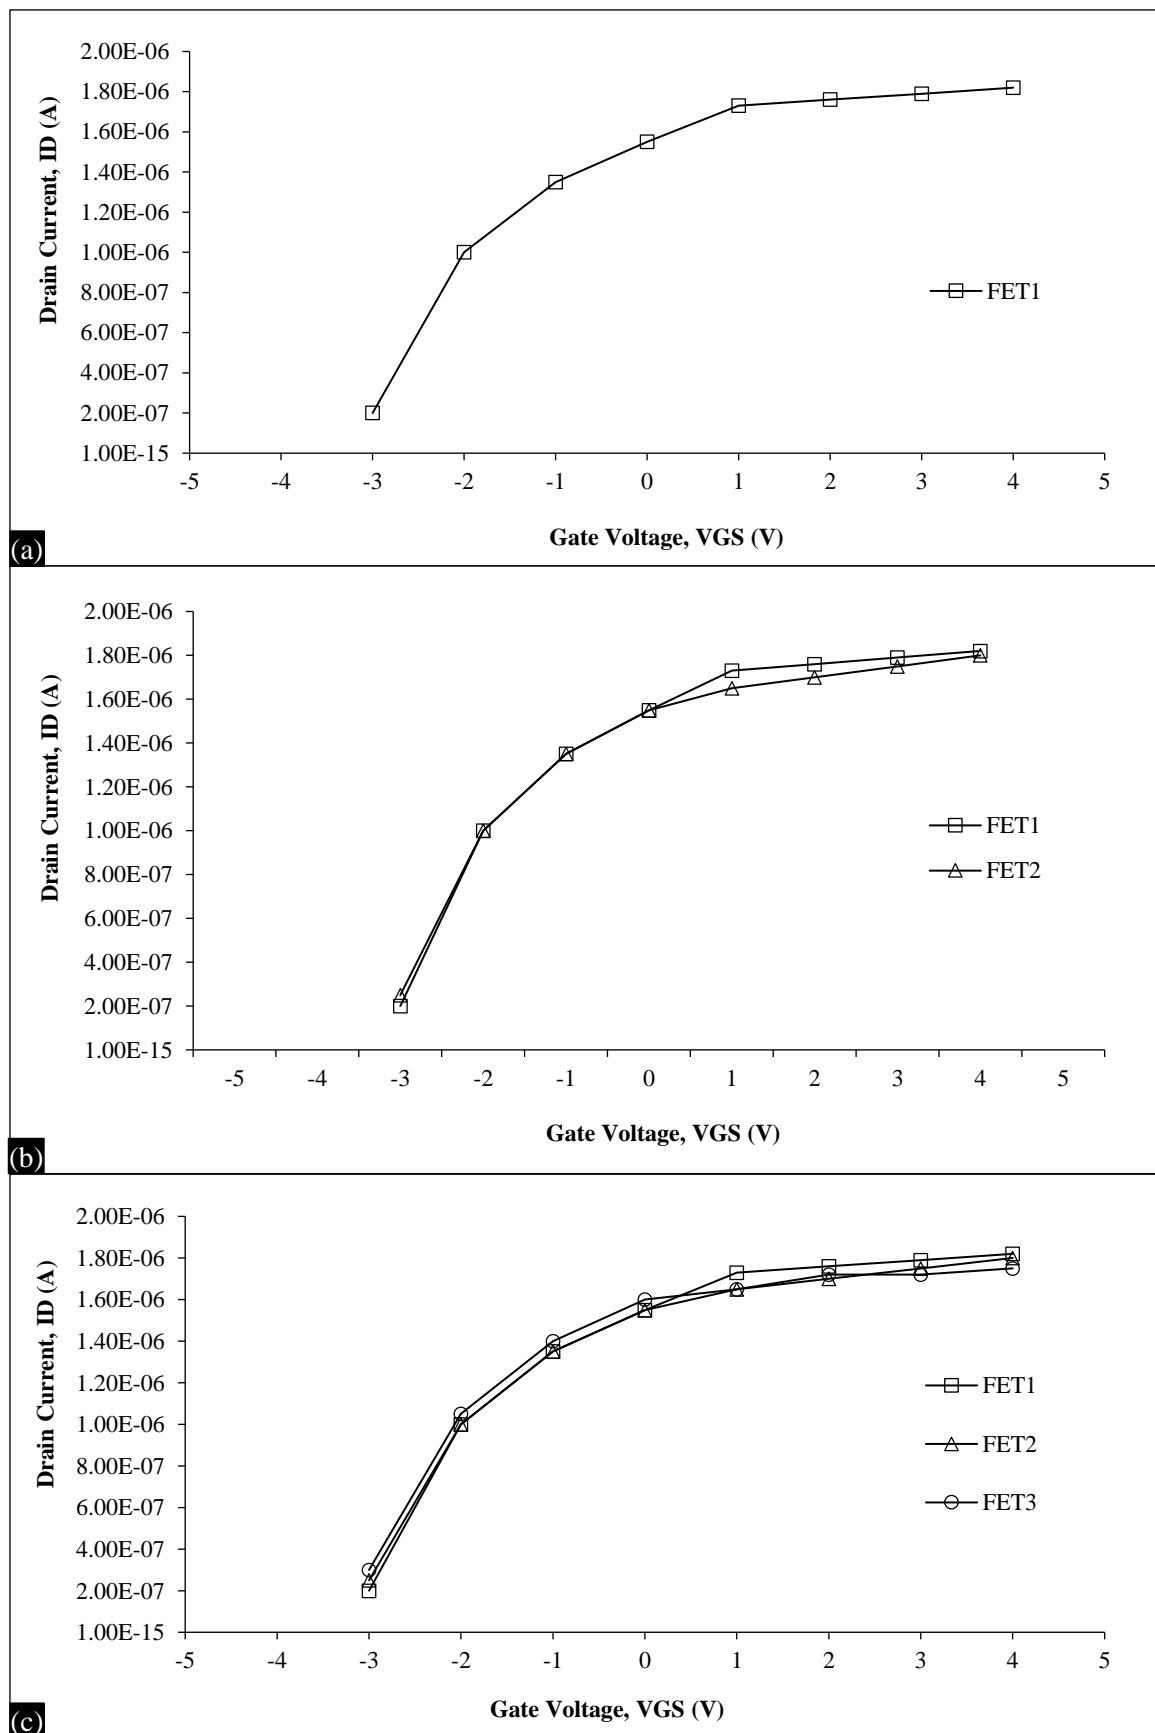 2.00E-06
1.80E-06
1.60E-06
1.40E-06
1.20E-06
1.00E-06
8.00E-07
6.00E-07
4.00E-07
2.00E-07
1.00E-15
Drain Current, ID (A)
-5 -4 -3 -2 -1 0 1 2 3 4 5
Gate Voltage, VGS (V)
FET1
(a)
2.00E-06
1.80E-06
1.60E-06
1.40E-06
1.20E-06
1.00E-06
8.00E-07
6.00E-07
4.00E-07
2.00E-07
1.00E-15
Drain Current, ID (A)
-5 -4 -3 -2 -1 0 1 2 3 4 5
Gate Voltage, VGS (V)
FET1
FET2
(b)
2.00E-06
1.80E-06
1.60E-06
1.40E-06
1.20E-06
1.00E-06
8.00E-07
6.00E-07
4.00E-07
2.00E-07
1.00E-15
Drain Current, ID (A)
-5 -4 -3 -2 -1 0 1 2 3 4 5
Gate Voltage, VGS (V)
FET1
FET2
FET3
(c)